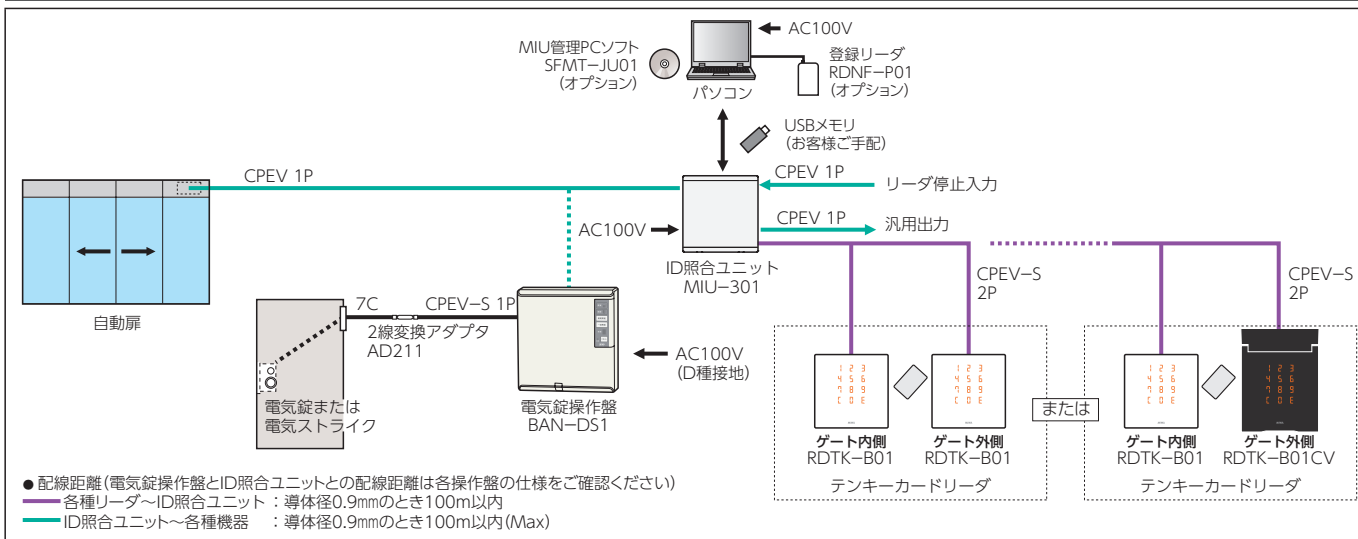 AC100V
MIU管理PCソフト
SFMT−JU01
(オプション)
パソコン
登録リーダ
RDNF−P01
(オプション)
USBメモリ
(お客様ご手配)
CPEV 1P
CPEV 1P
リーダ停止入力
AC100V
CPEV 1P
汎用出力
ID照合ユニット
MIU−301
自動扉
7C
CPEV−S 1P
2線変換アダプタ
AD211
AC100V
(D種接地)
電気錠または
電気ストライク
電気錠操作盤
BAN−DS1
CPEV−S
2P
CPEV−S
2P
1 2 3
4 5 6
7 8 9
C 0 E
1 2 3
4 5 6
7 8 9
C 0 E
1 2 3
4 5 6
7 8 9
C 0 E
1 2 3
4 5 6
7 8 9
C 0 E
ゲート内側
RDTK−B01
ゲート外側
RDTK−B01
テンキーカードリーダ
または
ゲート内側
RDTK−B01
ゲート外側
RDTK−B01CV
テンキーカードリーダ
●配線距離(電気錠操作盤とID照合ユニットとの配線距離は各操作盤の仕様をご確認ください)
各種リーダ〜ID照合ユニット：導体径0.9㎜のとき100m以内
ID照合ユニット〜各種機器 ：導体径0.9㎜のとき100m以内(Max)